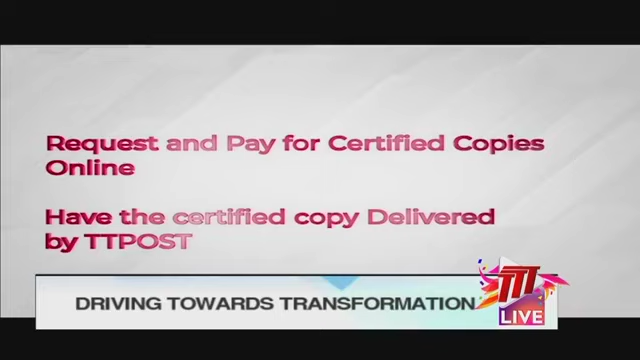 Request and Pay for Certified Copies
Online
Have the certified copy Delivered
by TTPOST
DRIVING TOWARDS TRANSFORMATION
TTT
LIVE